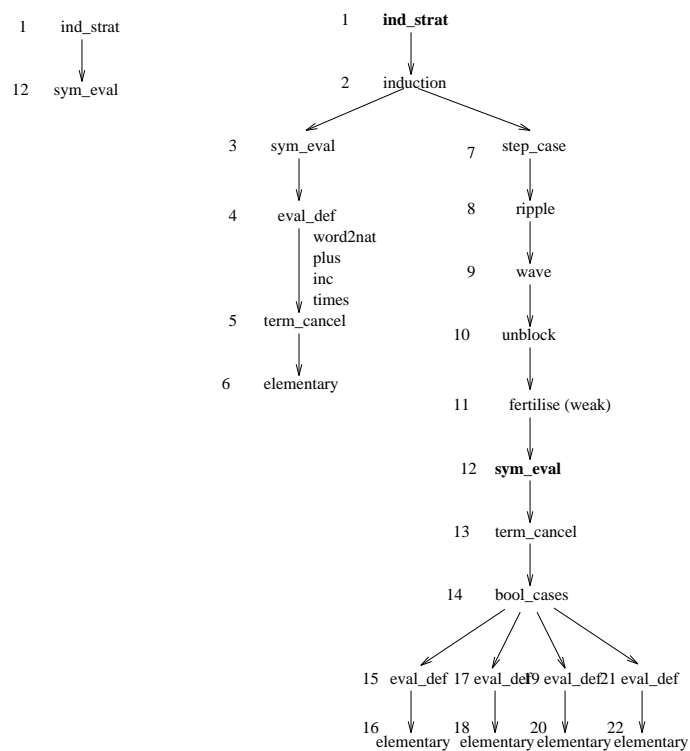 1 ind_strat
12 sym_eval
1 ind_strat
2 induction
3 sym_eval
7 step_case
4 eval_def
8 ripple
word2nat
plus
inc
times
9 wave
5 term_cancel
10 unblock
6 elementary
11 fertilise (weak)
12 sym_eval
13 term_cancel
14 bool_cases
15 eval_def 17 eval_def 19 eval_def 21 eval_def
16 18 20 22
elementary elementary elementary elementary